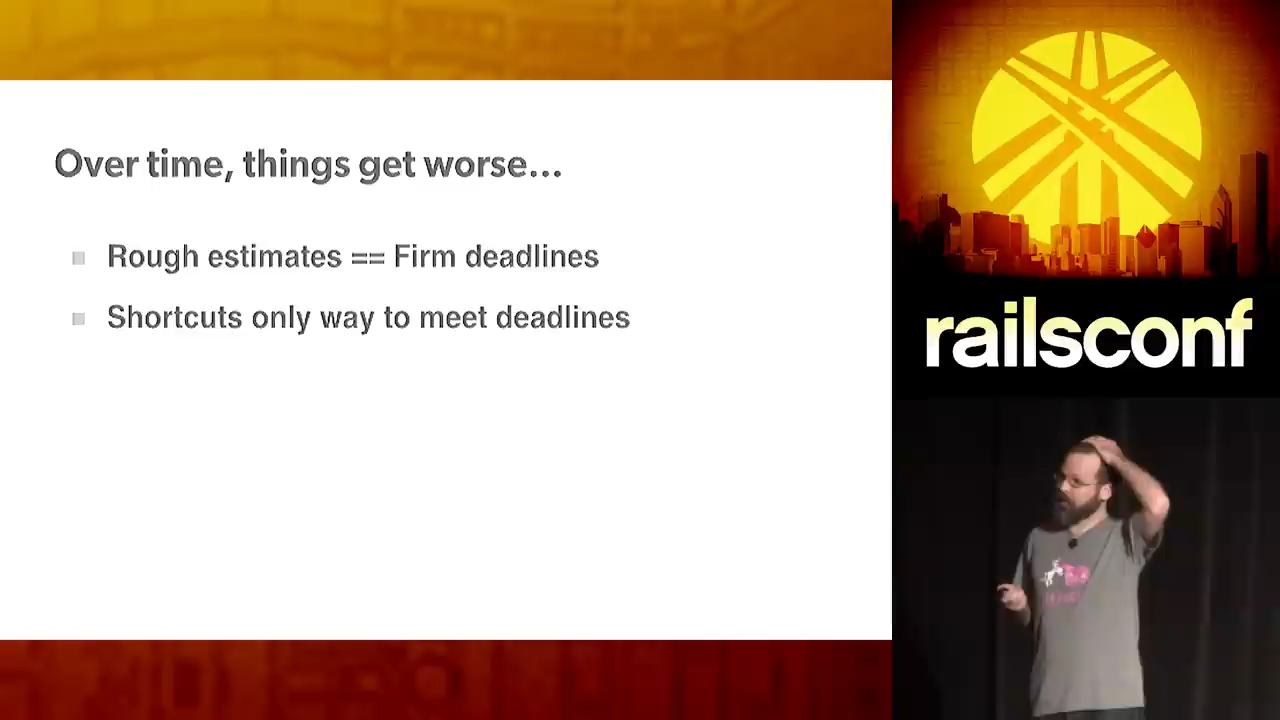 Over time, things get worse...
Rough estimates == Firm deadlines
Shortcuts only way to meet deadlines
railsconf